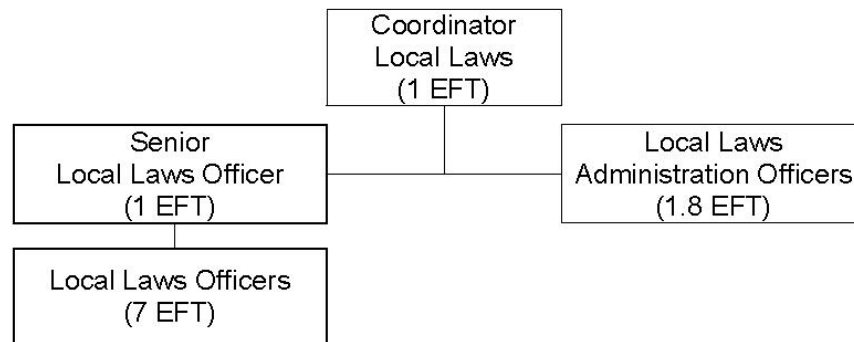 Coordinator
Local Laws
(1 EFT)
Senior
Local Laws Officer
(1 EFT)
Local Laws
Administration Officers
(1.8 EFT)
Local Laws Officers
(7 EFT)